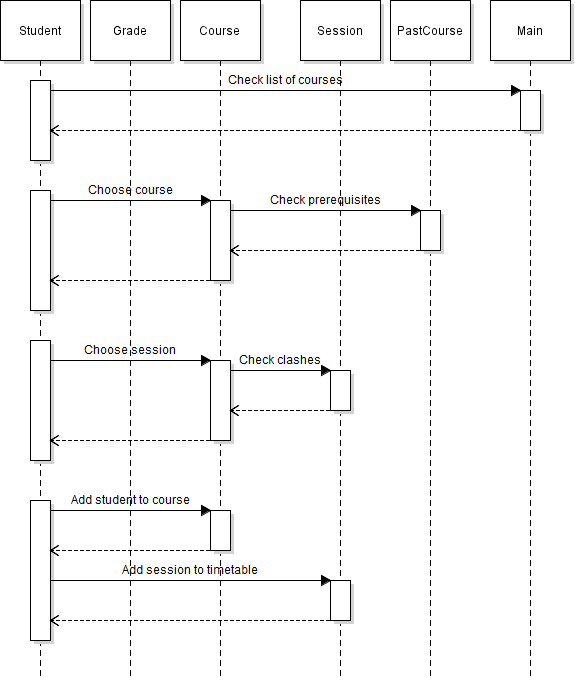 Student
Grade
Course
Session
PastCourse
Main
Check list of courses
Choose course
Check prerequisites
Choose session
Check clashes
Add student to course
Add session to timetable